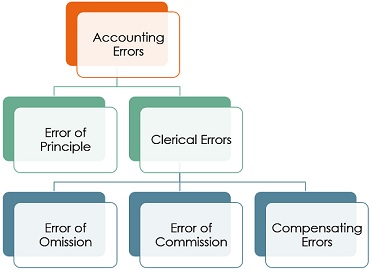 Accounting
Errors
Error of
Principle
Clerical Errors
Error of
Omission
Error of
Commission
Compensating
Errors